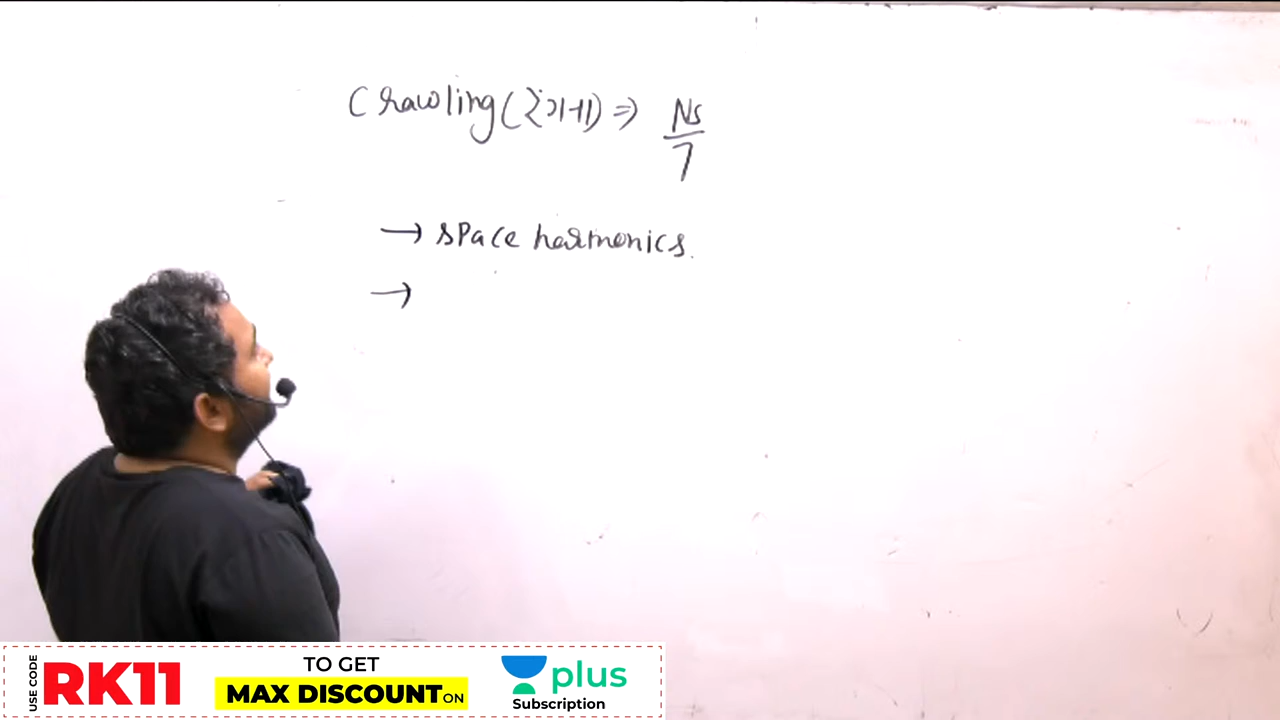 Crawling (रेंगना) ⇒ Ns/7
→ space harmonics.
→
USE CODE RK11 TO GET MAX DISCOUNT ON plus Subscription